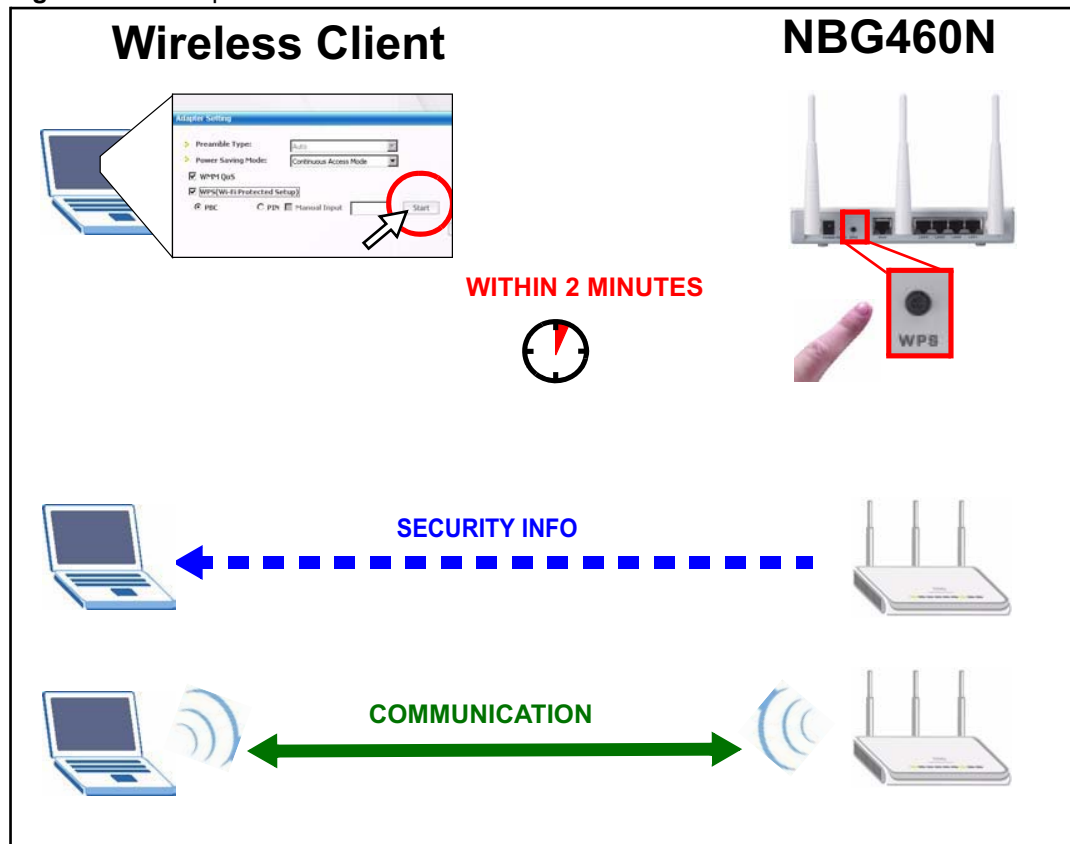 Wireless Client
NBG460N
Adapter Setting
Preamble Type: Auto
Power Saving Mode: Continuous Access Mode
WMM QoS
WPS(Wi-Fi Protected Setup)
PBC PIN Manual Input Start
WITHIN 2 MINUTES
WPS
SECURITY INFO
COMMUNICATION